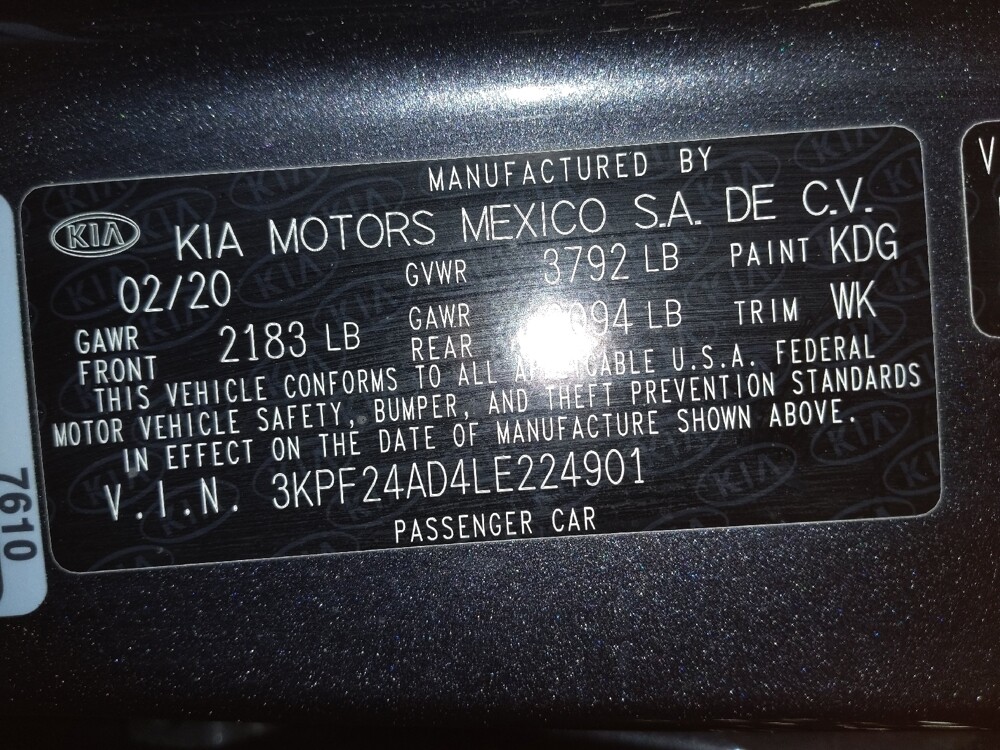 MANUFACTURED BY
KIA
KIA MOTORS MEXICO S.A. DE C.V.
02/20 GVWR 3792 LB PAINT KDG
GAWR FRONT 2183 LB GAWR REAR LB TRIM WK
THIS VEHICLE CONFORMS TO ALL U.S.A. FEDERAL
MOTOR VEHICLE SAFETY, BUMPER, AND THEFT PREVENTION STANDARDS
IN EFFECT ON THE DATE OF MANUFACTURE SHOWN ABOVE.
V.I.N. 3KPF24AD4LE224901
PASSENGER CAR
7610